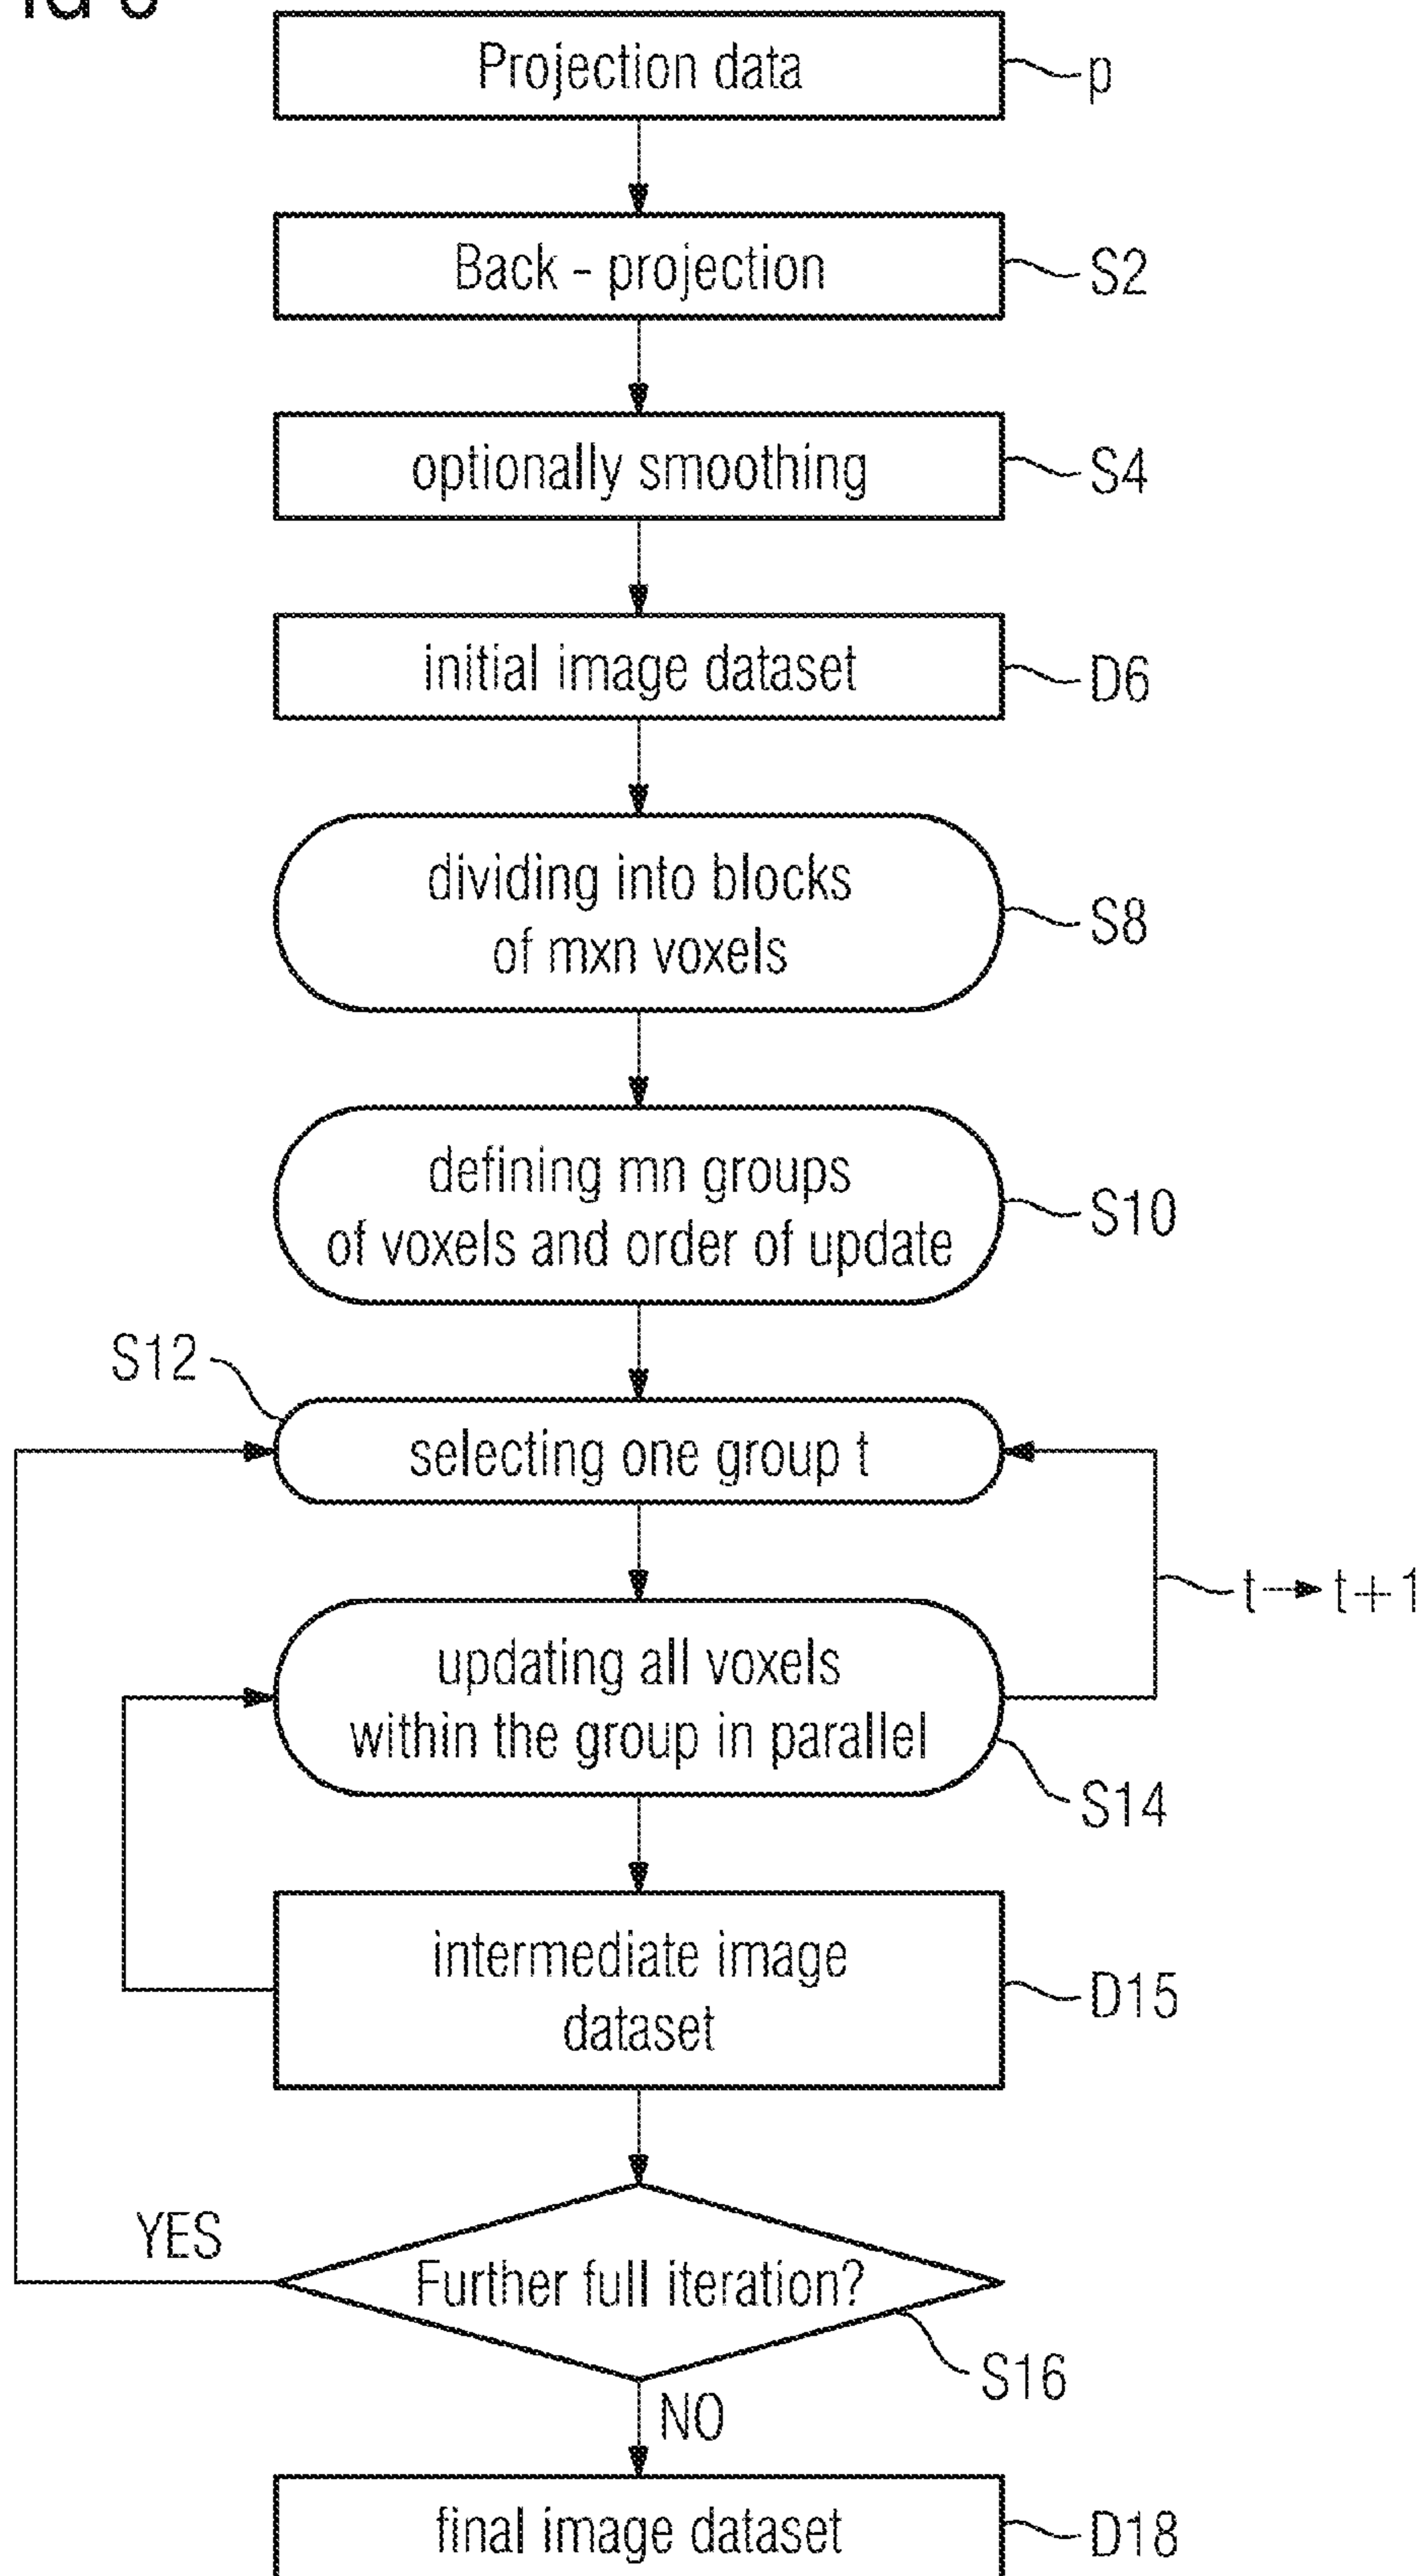 Projection data
p
Back - projection
S2
optionally smoothing
S4
initial image dataset
D6
dividing into blocks
of mxn voxels
S8
defining mn groups
of voxels and order of update
S10
S12
selecting one group t
t → t+1
updating all voxels
within the group in parallel
S14
intermediate image
dataset
D15
YES
Further full iteration?
S16
NO
final image dataset
D18